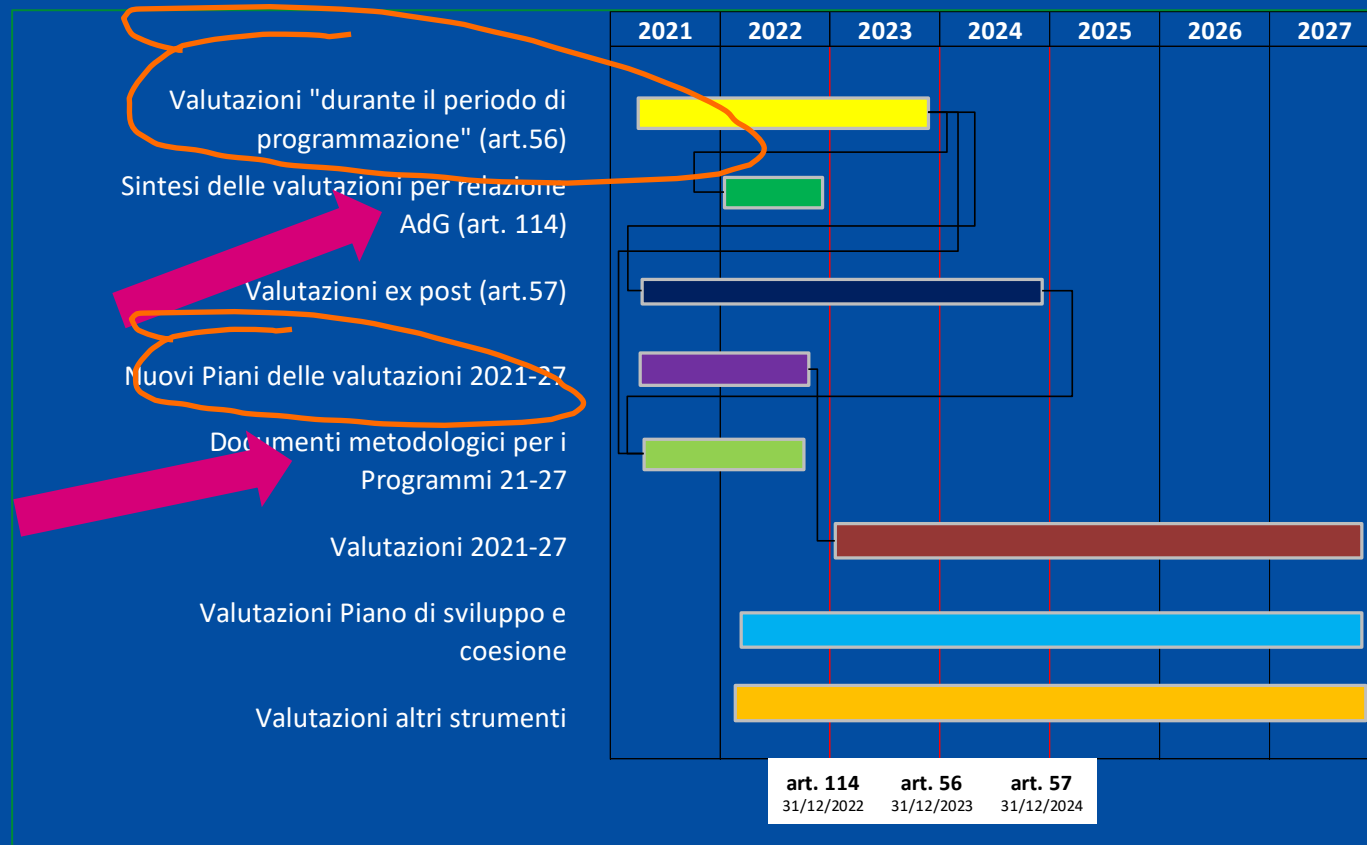 2021 2022 2023 2024 2025 2026 2027
Valutazioni "durante il periodo di
programmazione" (art.56)
Sintesi delle valutazioni per relazione
AdG (art. 114)
Valutazioni ex post (art.57)
Nuovi Piani delle valutazioni 2021-27
Documenti metodologici per i
Programmi 21-27
Valutazioni 2021-27
Valutazioni Piano di sviluppo e
coesione
Valutazioni altri strumenti
art. 114 art. 56 art. 57
31/12/2022 31/12/2023 31/12/2024